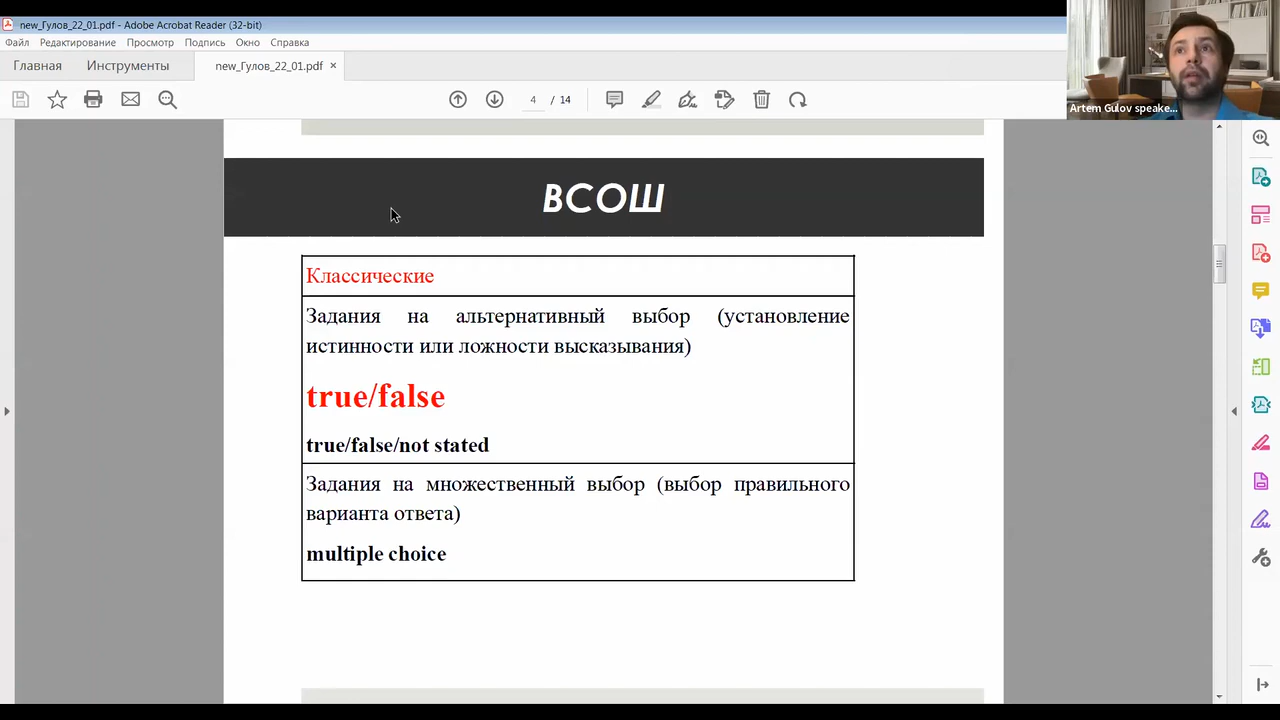 new_Гулов_22_01.pdf - Adobe Acrobat Reader (32-bit)
Файл Редактирование Просмотр Подпись Окно Справка
Главная Инструменты new_Гулов_22_01.pdf ×
4 / 14
Artem Gulov speake...
ВСОШ
Классические
Задания на альтернативный выбор (установление
истинности или ложности высказывания)
true/false
true/false/not stated
Задания на множественный выбор (выбор правильного
варианта ответа)
multiple choice